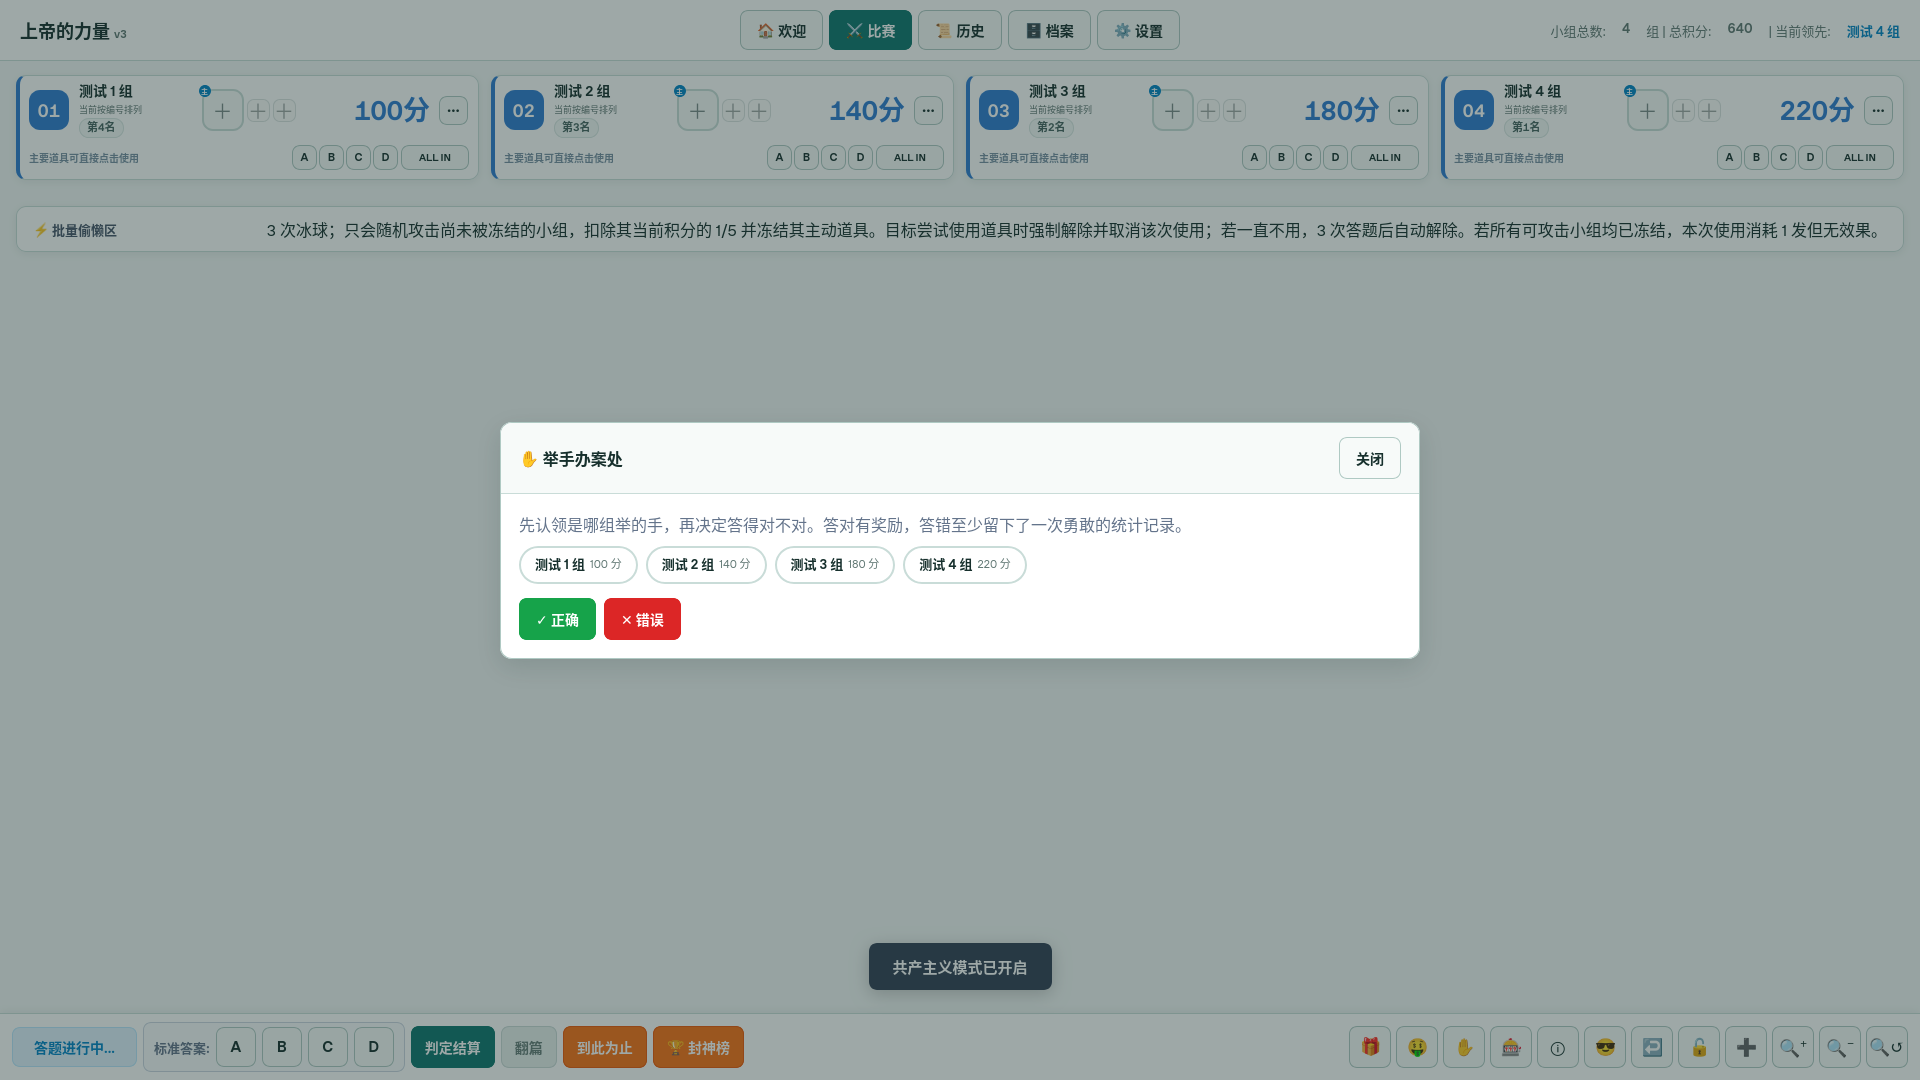 上帝的力量 v3
🏠 欢迎
⚔️ 比赛
📜 历史
🗄️ 档案
⚙️ 设置
小组总数: 4 组 | 总积分: 640 | 当前领先: 测试 4 组
01
测试 1 组
当前按编号排列
第4名
主
100分
···
主要道具可直接点击使用
A B C D ALL IN
02
测试 2 组
当前按编号排列
第3名
主
140分
···
主要道具可直接点击使用
A B C D ALL IN
03
测试 3 组
当前按编号排列
第2名
主
180分
···
主要道具可直接点击使用
A B C D ALL IN
04
测试 4 组
当前按编号排列
第1名
主
220分
···
主要道具可直接点击使用
A B C D ALL IN
⚡ 批量偷懒区
3 次冰球；只会随机攻击尚未被冻结的小组，扣除其当前积分的 1/5 并冻结其主动道具。目标尝试使用道具时强制解除并取消该次使用；若一直不用，3 次答题后自动解除。若所有可攻击小组均已冻结，本次使用消耗 1 发但无效果。
✋ 举手办案处
关闭
先认领是哪组举的手，再决定答得对不对。答对有奖励，答错至少留下了一次勇敢的统计记录。
测试 1 组 100 分
测试 2 组 140 分
测试 3 组 180 分
测试 4 组 220 分
✓ 正确
✕ 错误
共产主义模式已开启
答题进行中...
标准答案: A B C D
判定结算
翻篇
到此为止
🏆 封神榜